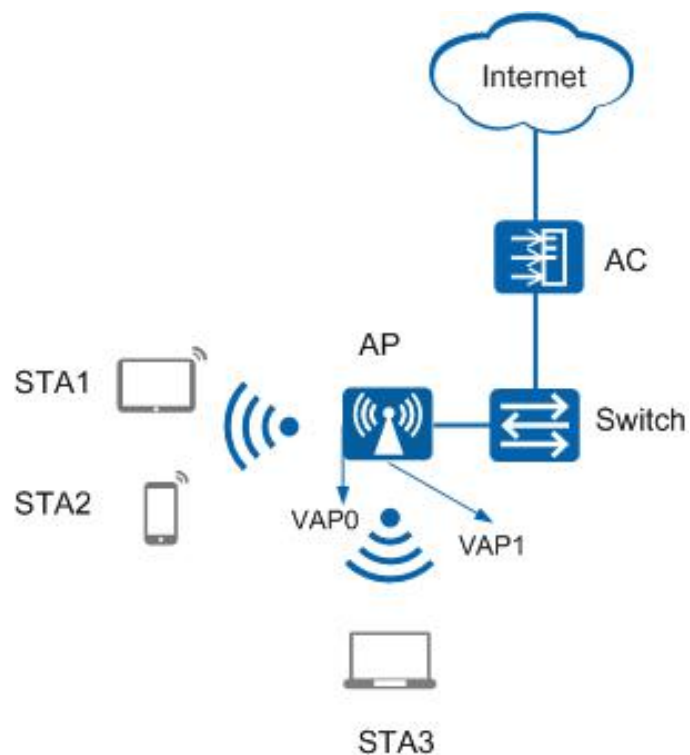 Internet
AC
AP
STA1
Switch
STA2
VAP0
VAP1
STA3